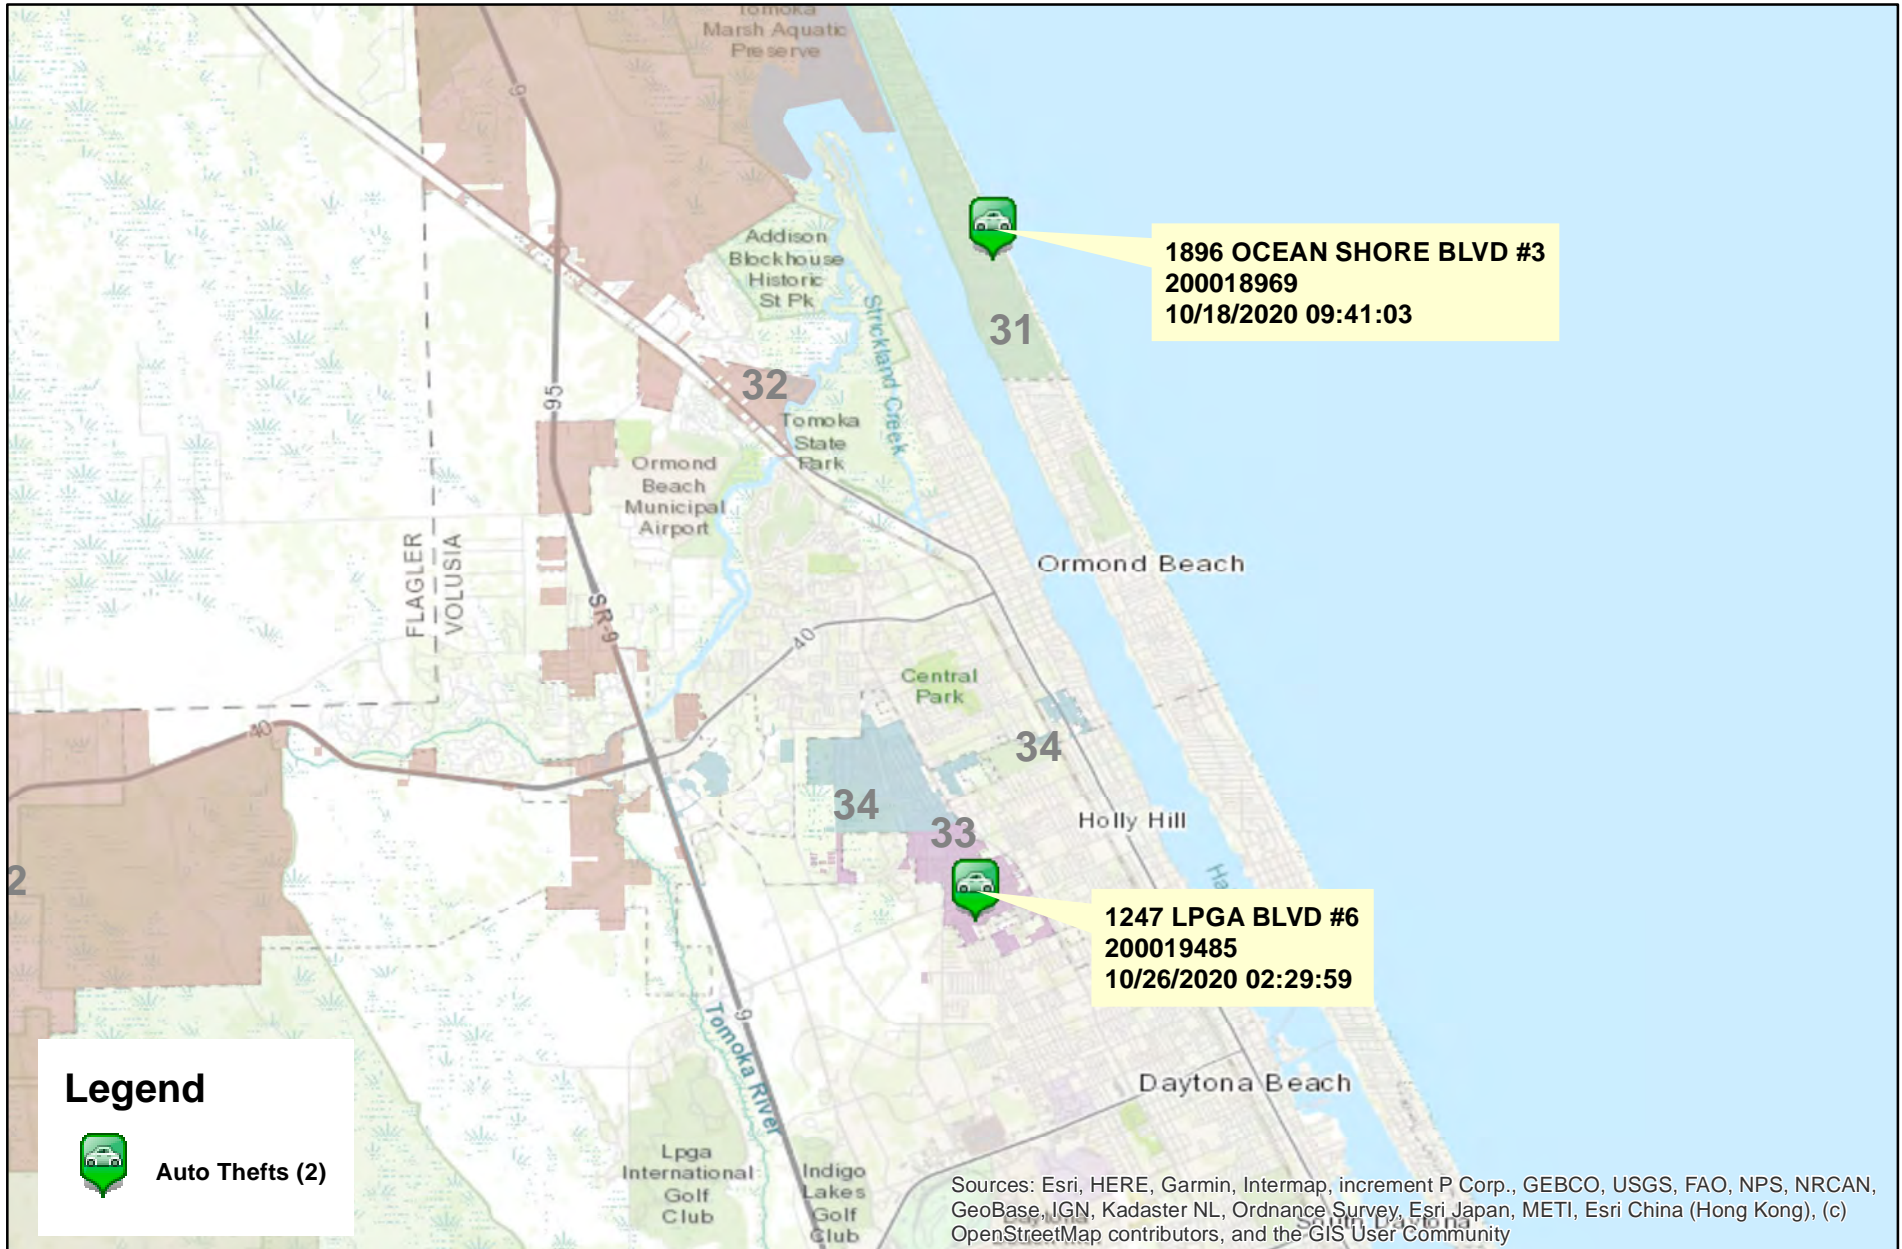 Tomoka
Marsh Aquatic
Preserve
9
Addison
Blockhouse
Historic
St Pk
Strickland Creek
1896 OCEAN SHORE BLVD #3
200018969
10/18/2020 09:41:03
31
32
95
Tomoka
State
Park
Ormond
Beach
Municipal
Airport
FLAGLER
VOLUSIA
SR-9
Ormond Beach
40
Central
Park
40
34
34
33
Holly Hill
2
Ha
1247 LPGA BLVD #6
200019485
10/26/2020 02:29:59
9
Tomoka River
Daytona Beach
Legend
Auto Thefts (2)
Lpga
International
Golf
Club
Indigo
Lakes
Golf
Club
Daytona
South Daytona
Sources: Esri, HERE, Garmin, Intermap, increment P Corp., GEBCO, USGS, FAO, NPS, NRCAN,
GeoBase, IGN, Kadaster NL, Ordnance Survey, Esri Japan, METI, Esri China (Hong Kong), (c)
OpenStreetMap contributors, and the GIS User Community